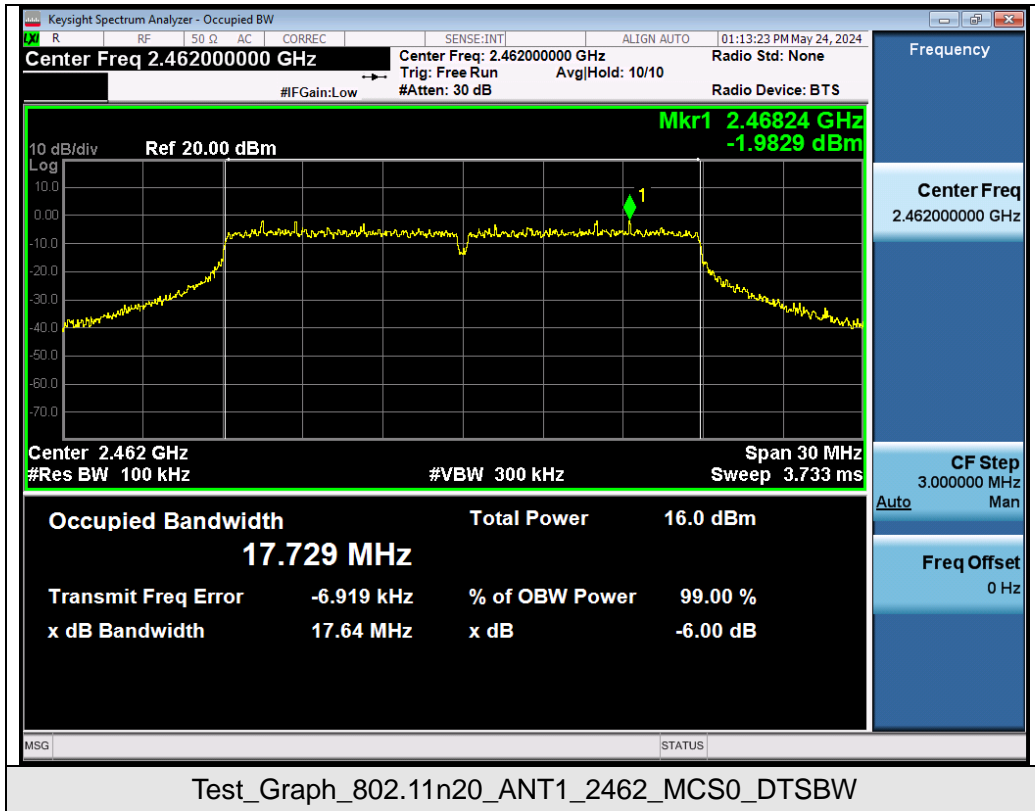 Keysight Spectrum Analyzer - Occupied BW
LXI R RF 50 Ω AC CORREC SENSE:INT ALIGN AUTO 01:13:23 PM May 24, 2024
Center Freq 2.462000000 GHz
Center Freq: 2.462000000 GHz Radio Std: None
Trig: Free Run Avg|Hold: 10/10
#IFGain:Low #Atten: 30 dB Radio Device: BTS
Mkr1 2.46824 GHz
-1.9829 dBm
10 dB/div Ref 20.00 dBm
Log
10.0
0.00
-10.0
-20.0
-30.0
-40.0
-50.0
-60.0
-70.0
1
Center 2.462 GHz Span 30 MHz
#Res BW 100 kHz #VBW 300 kHz Sweep 3.733 ms
Occupied Bandwidth Total Power 16.0 dBm
17.729 MHz
Transmit Freq Error -6.919 kHz % of OBW Power 99.00 %
x dB Bandwidth 17.64 MHz x dB -6.00 dB
Frequency
Center Freq
2.462000000 GHz
CF Step
3.000000 MHz
Auto Man
Freq Offset
0 Hz
MSG STATUS
Test_Graph_802.11n20_ANT1_2462_MCS0_DTSBW